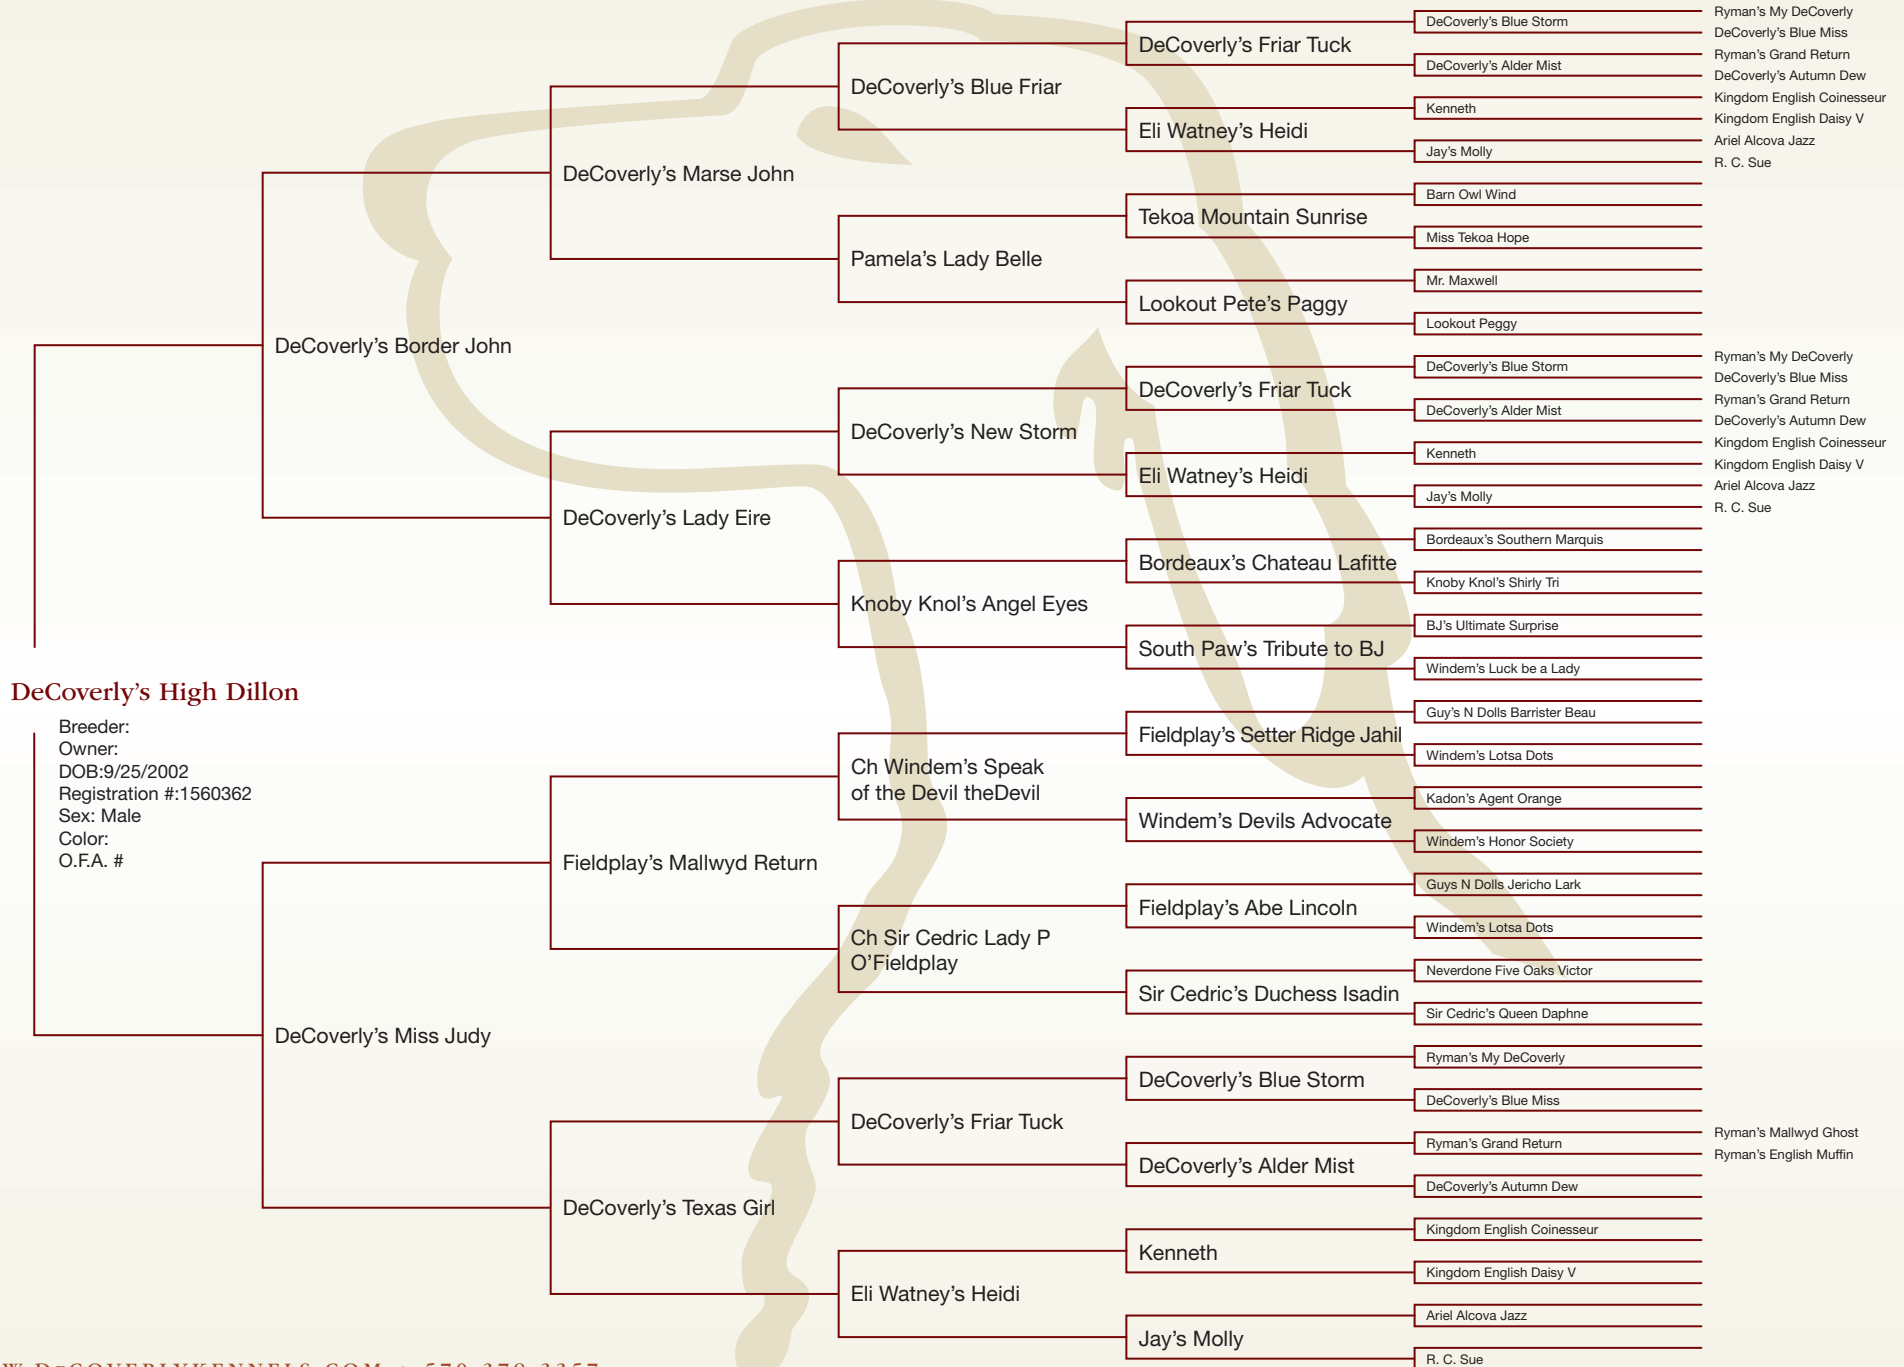 DeCoverly's High Dillon
Breeder:
Owner:
DOB:9/25/2002
Registration #:1560362
Sex: Male
Color:
O.F.A. #
DeCoverly's Border John
DeCoverly's Miss Judy
DeCoverly's Marse John
DeCoverly's Lady Eire
Fieldplay's Mallwyd Return
DeCoverly's Texas Girl
DeCoverly's Blue Friar
Pamela's Lady Belle
DeCoverly's New Storm
Knoby Knol's Angel Eyes
Ch Windem's Speak
of the Devil theDevil
Ch Sir Cedric Lady P
O'Fieldplay
DeCoverly's Friar Tuck
Eli Watney's Heidi
DeCoverly's Friar Tuck
Eli Watney's Heidi
Tekoa Mountain Sunrise
Lookout Pete's Paggy
DeCoverly's Friar Tuck
Eli Watney's Heidi
Bordeaux's Chateau Lafitte
South Paw's Tribute to BJ
Fieldplay's Setter Ridge Jahil
Windem's Devils Advocate
Fieldplay's Abe Lincoln
Sir Cedric's Duchess Isadin
DeCoverly's Blue Storm
DeCoverly's Alder Mist
Kenneth
Jay's Molly
DeCoverly's Blue Storm
DeCoverly's Alder Mist
Kenneth
Jay's Molly
Barn Owl Wind
Miss Tekoa Hope
Mr. Maxwell
Lookout Peggy
DeCoverly's Blue Storm
DeCoverly's Alder Mist
Kenneth
Jay's Molly
Bordeaux's Southern Marquis
Knoby Knol's Shirly Tri
BJ's Ultimate Surprise
Windem's Luck be a Lady
Guy's N Dolls Barrister Beau
Windem's Lotsa Dots
Kadon's Agent Orange
Windem's Honor Society
Guys N Dolls Jericho Lark
Windem's Lotsa Dots
Neverdone Five Oaks Victor
Sir Cedric's Queen Daphne
Ryman's My DeCoverly
DeCoverly's Blue Miss
Ryman's Grand Return
DeCoverly's Autumn Dew
Kingdom English Coinesseur
Kingdom English Daisy V
Ariel Alcova Jazz
R. C. Sue
Ryman's My DeCoverly
DeCoverly's Blue Miss
Ryman's Grand Return
DeCoverly's Autumn Dew
Kingdom English Coinesseur
Kingdom English Daisy V
Ariel Alcova Jazz
R. C. Sue
Ryman's My DeCoverly
DeCoverly's Blue Miss
Ryman's Grand Return
DeCoverly's Autumn Dew
Kingdom English Coinesseur
Kingdom English Daisy V
Ariel Alcova Jazz
R. C. Sue
Ryman's Mallwyd Ghost
Ryman's English Muffin
W.DECOVERLYKENNELS.COM • 570-378-3357